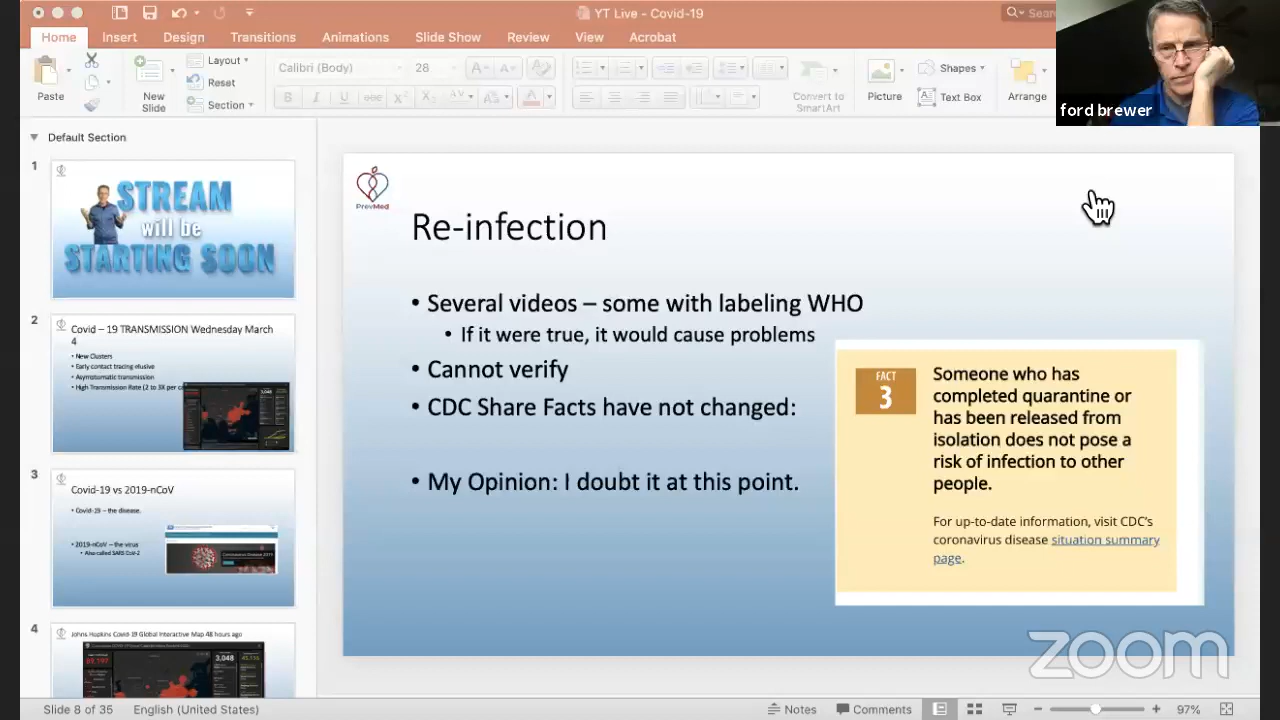 YT Live - Covid-19
Home Insert Design Transitions Animations Slide Show Review View Acrobat
Paste
New
Slide
Layout
Reset
Section
Calibri (Body) 28
Convert to
SmartArt
Picture
Shapes
Text Box
Arrange
ford brewer
Default Section
1
STREAM
will be
STARTING SOON
2
Covid – 19 TRANSMISSION Wednesday March
4
• New Clusters
• Early contact tracing elusive
• Asymptomatic transmission
• High Transmission Rate (2 to 3X per
3
Covid-19 vs 2019-nCoV
• Covid-19 – the disease.
• 2019-nCoV – the virus
• Also called SARS CoV-2
4
Johns Hopkins Covid-19 Global Interactive Map 48 hours ago
89,197
3,048
PrevMed
Re-infection
• Several videos – some with labeling WHO
• If it were true, it would cause problems
• Cannot verify
• CDC Share Facts have not changed:
• My Opinion: I doubt it at this point.
FACT
3
Someone who has
completed quarantine or
has been released from
isolation does not pose a
risk of infection to other
people.
For up-to-date information, visit CDC's
coronavirus disease situation summary
page.
zoom
Slide 8 of 35 English (United States) Notes Comments 97%